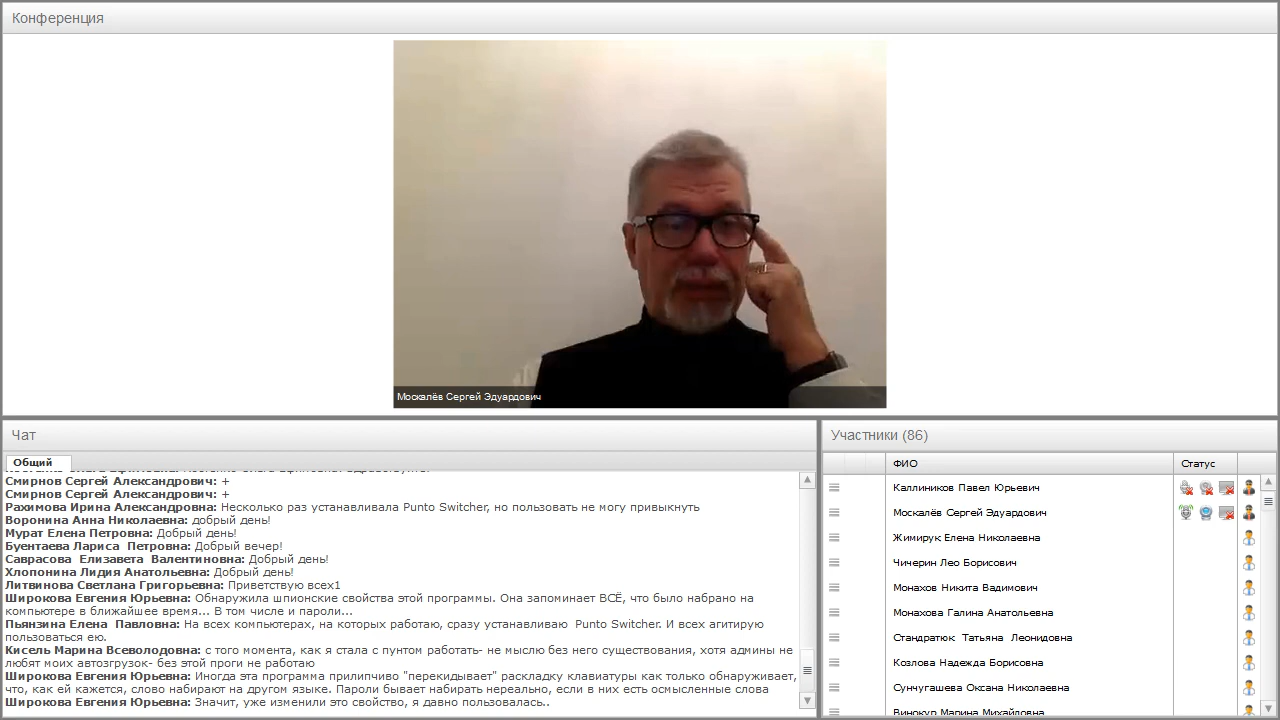 Конференция
Москалёв Сергей Эдуардович
Чат
Общий
Смирнов Сергей Александрович: +
Смирнов Сергей Александрович: +
Рахимова Ирина Александровна: Несколько раз устанавливала Punto Switcher, но пользовать не могу привыкнуть
Воронина Анна Николаевна: добрый день!
Мурат Елена Петровна: Добрый день!
Буентаева Лариса Петровна: Добрый вечер!
Саврасова Елизавета Валентиновна: Добрый день!
Хлопонина Лидия Анатольевна: Добрый день!
Литвинова Светлана Григорьевна: Приветствую всех1
Широкова Евгения Юрьевна: Обнаружила шпионские свойства этой программы. Она запоминает ВСЁ, что было набрано на
компьютере в ближайшее время... В том числе и пароли...
Пьянзина Елена Павловна: На всех компьютерах, на которых работаю, сразу устанавливаю Punto Switcher. И всех агитирую
пользоваться ею.
Кисель Марина Всеволодовна: с того момента, как я стала с пунтом работать- не мыслю без него существования, хотя админы не
любят моих автозагрузок- без этой проги не работаю
Широкова Евгения Юрьевна: Иногда эта программа принудительно "перекидывает" раскладку клавиатуры как только обнаруживает,
что, как ей кажется, слово набирают на другом языке. Пароли бывает набирать нереально, если в них есть осмысленные слова
Широкова Евгения Юрьевна: Значит, уже изменили это свойство, я давно пользовалась..
Участники (86)
ФИО Статус
Каллиников Павел Юрьевич
Москалёв Сергей Эдуардович
Жимирук Елена Николаевна
Чичерин Лео Борисович
Монахов Никита Вадимович
Монахова Галина Анатольевна
Стандратюк Татьяна Леонидовна
Козлова Надежда Борисовна
Сунчугашева Оксана Николаевна
Винокур Марина Михайловна